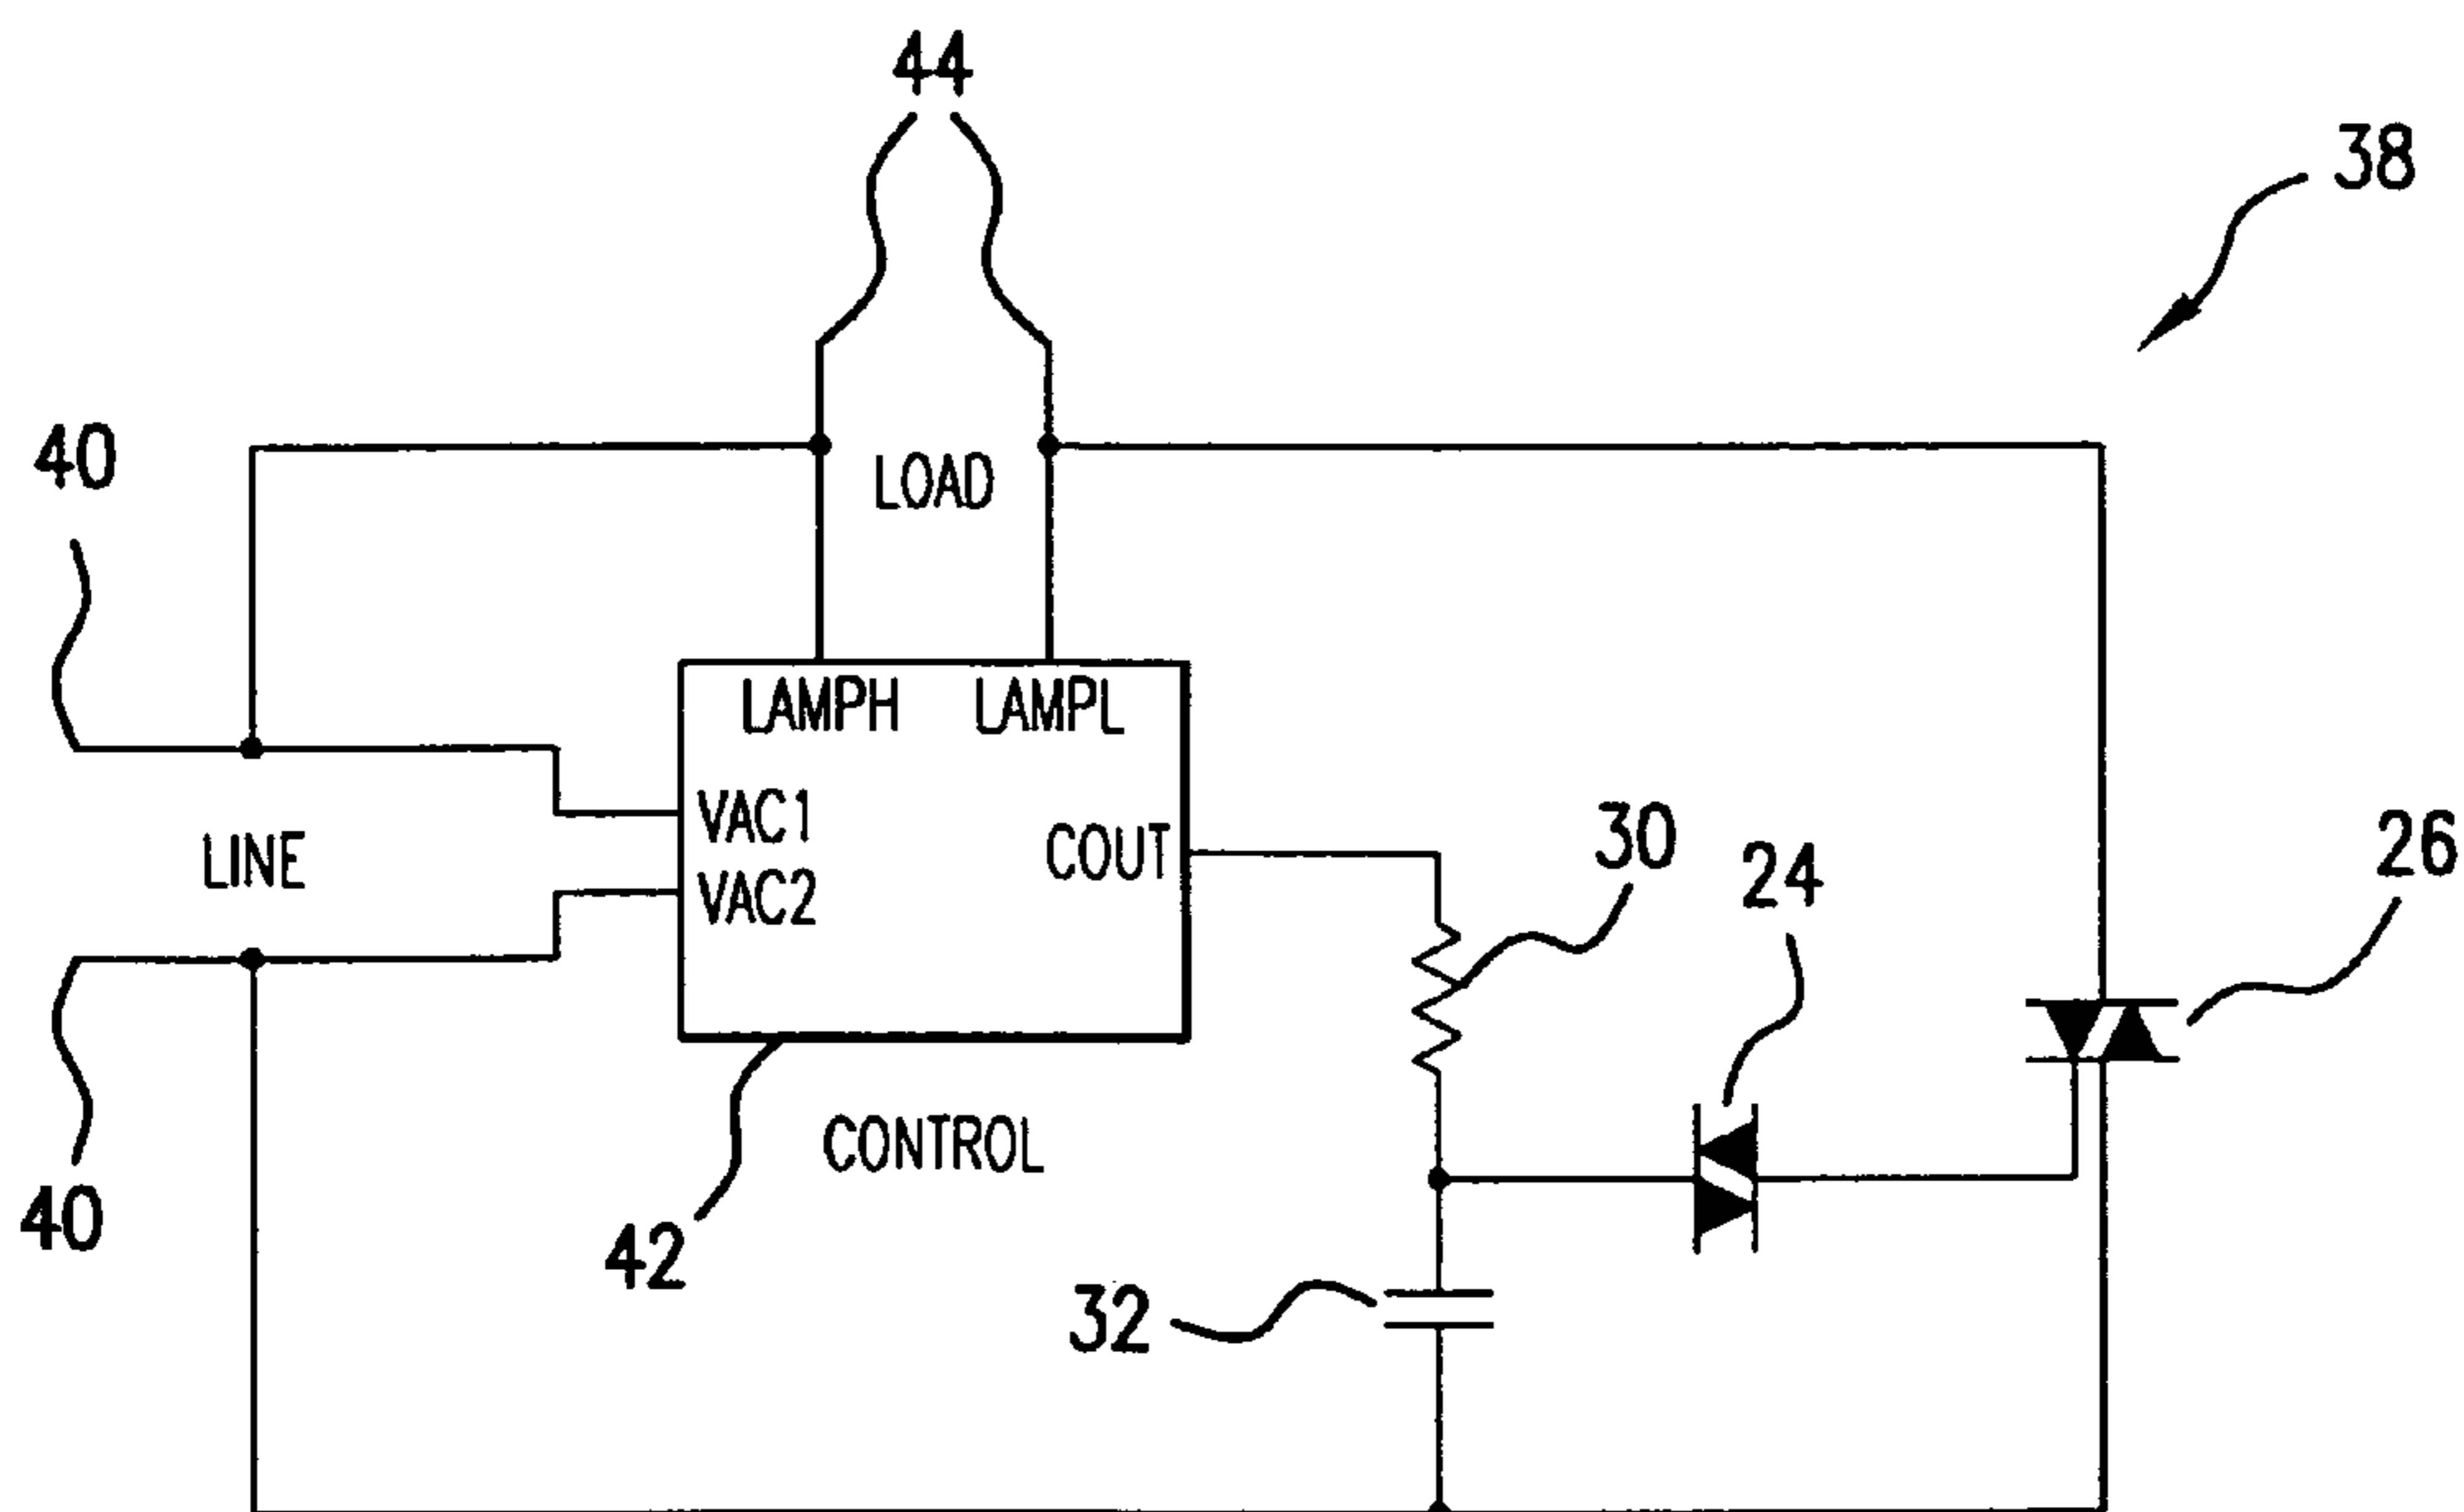 44
38
40
LOAD
LAMPH LAMPL
VAC1
LINE
COUT
VAC2
30
24
26
CONTROL
40
42
32